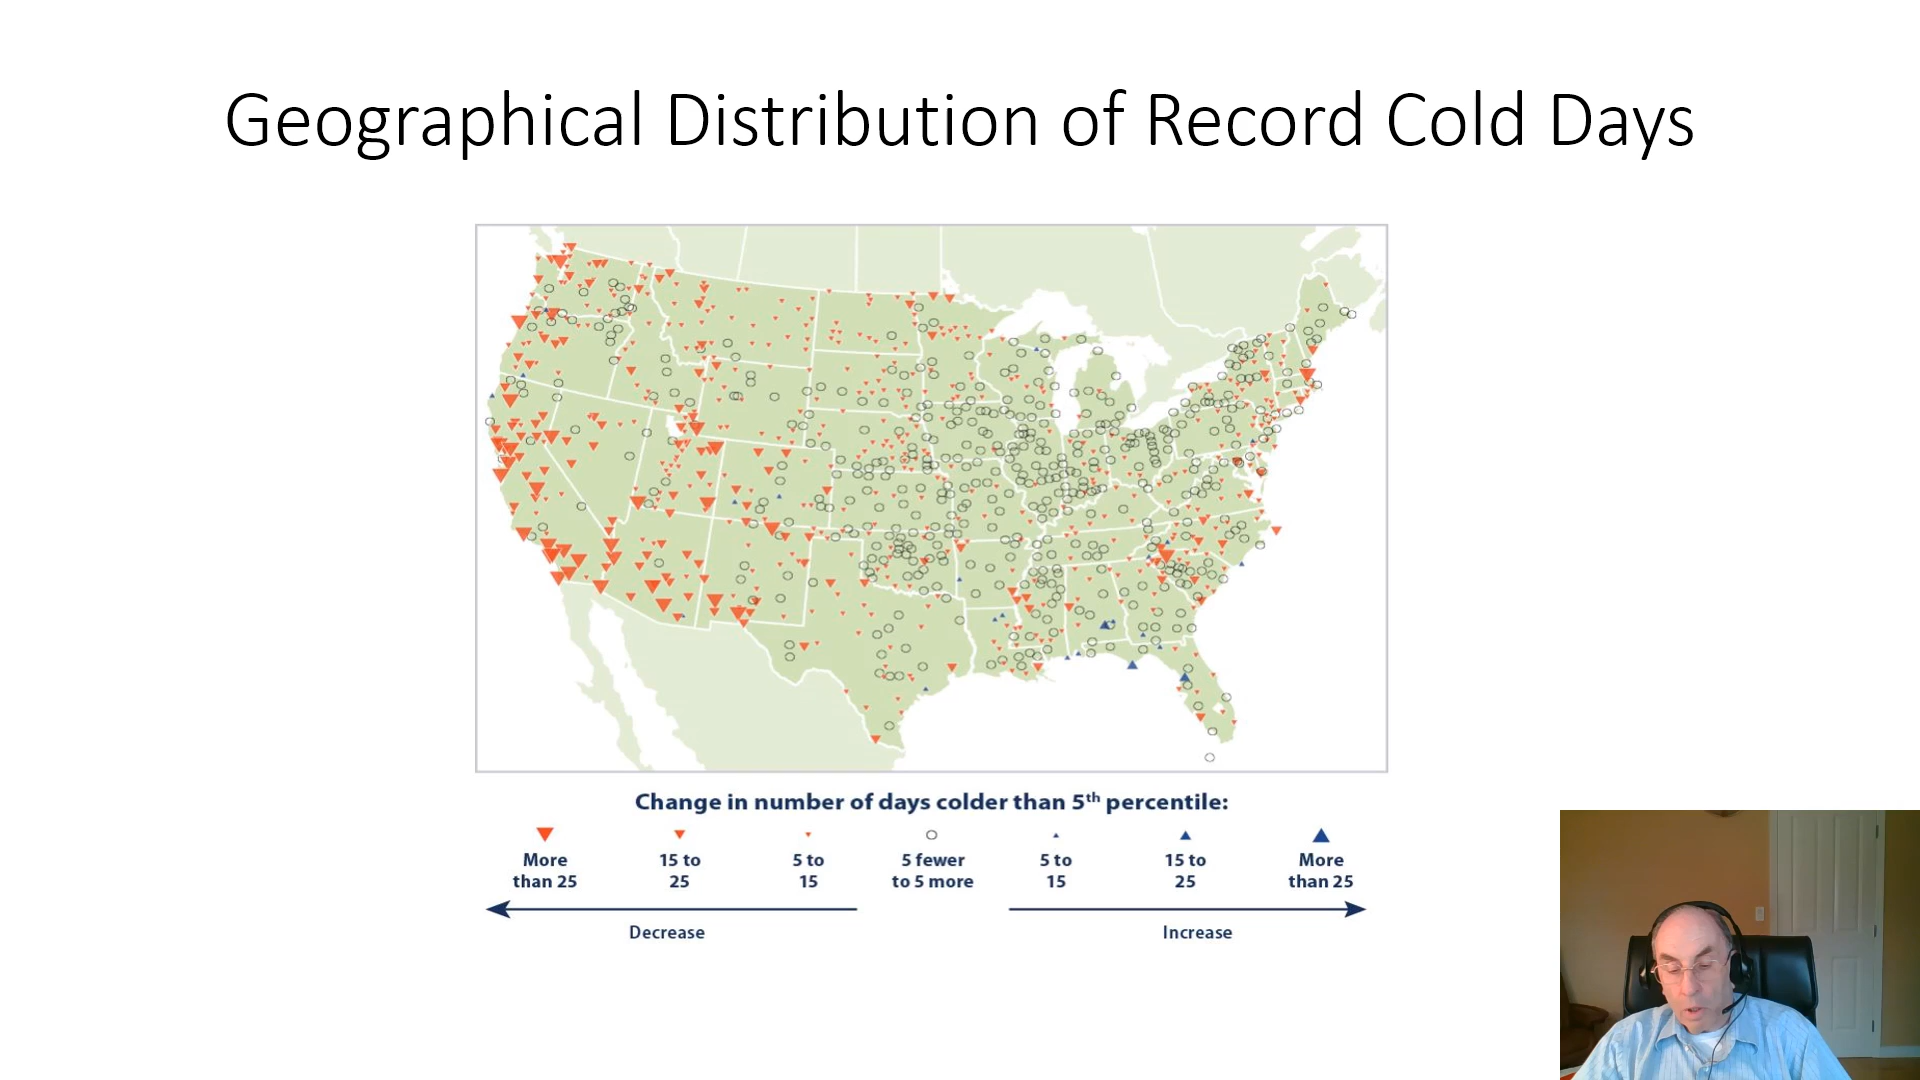 Geographical Distribution of Record Cold Days
Change in number of days colder than 5th percentile:
More than 25
15 to 25
5 to 15
5 fewer to 5 more
5 to 15
15 to 25
More than 25
Decrease
Increase